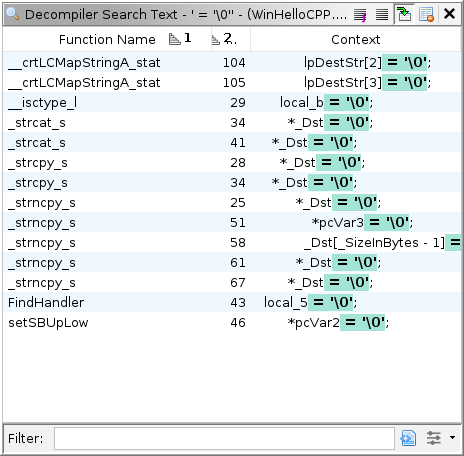 Decompiler Search Text - ' = '\0'' - (WinHelloCPP....
Function Name 1 2. Context
__crtLCMapStringA_stat 104 lpDestStr[2] = '\0';
__crtLCMapStringA_stat 105 lpDestStr[3] = '\0';
__isctype_l 29 local_b = '\0';
_strcat_s 34 *_Dst = '\0';
_strcat_s 41 *_Dst = '\0';
_strcpy_s 28 *_Dst = '\0';
_strcpy_s 34 *_Dst = '\0';
_strncpy_s 25 *_Dst = '\0';
_strncpy_s 51 *pcVar3 = '\0';
_strncpy_s 58 _Dst[_SizeInBytes - 1] =
_strncpy_s 61 *_Dst = '\0';
_strncpy_s 67 *_Dst = '\0';
FindHandler 43 local_5 = '\0';
setSBUpLow 46 *pcVar2 = '\0';
Filter: